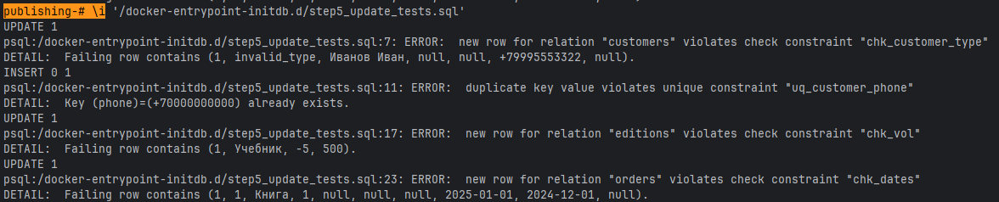 publishing-# \i '/docker-entrypoint-initdb.d/step5_update_tests.sql'
UPDATE 1
psql:/docker-entrypoint-initdb.d/step5_update_tests.sql:7: ERROR:  new row for relation "customers" violates check constraint "chk_customer_type"
DETAIL:  Failing row contains (1, invalid_type, Иванов Иван, null, null, +79995553322, null).
INSERT 0 1
psql:/docker-entrypoint-initdb.d/step5_update_tests.sql:11: ERROR:  duplicate key value violates unique constraint "uq_customer_phone"
DETAIL:  Key (phone)=(+70000000000) already exists.
UPDATE 1
psql:/docker-entrypoint-initdb.d/step5_update_tests.sql:17: ERROR:  new row for relation "editions" violates check constraint "chk_vol"
DETAIL:  Failing row contains (1, Учебник, -5, 500).
UPDATE 1
psql:/docker-entrypoint-initdb.d/step5_update_tests.sql:23: ERROR:  new row for relation "orders" violates check constraint "chk_dates"
DETAIL:  Failing row contains (1, 1, Книга, 1, null, null, null, 2025-01-01, 2024-12-01, null).